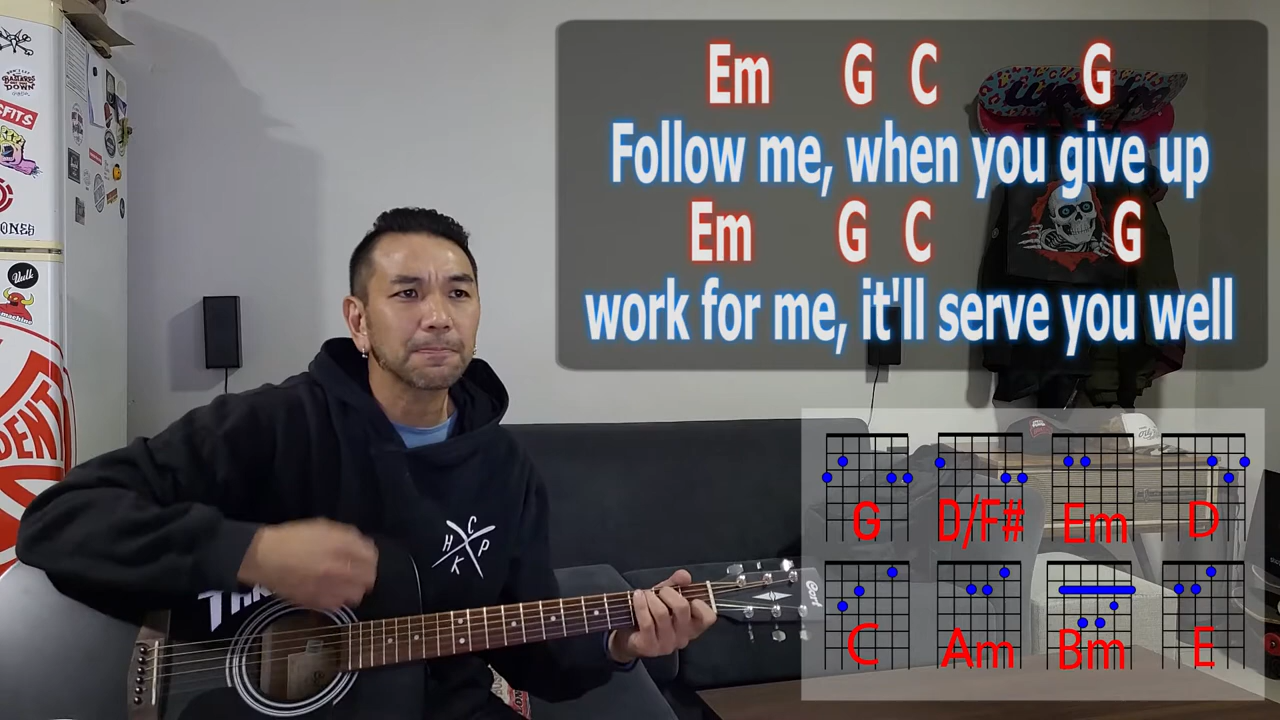 Em G C G
Follow me, when you give up
Em G C G
work for me, it'll serve you well
G D/F# Em D
C Am Bm E
C
H P
K
Cort
Vulk